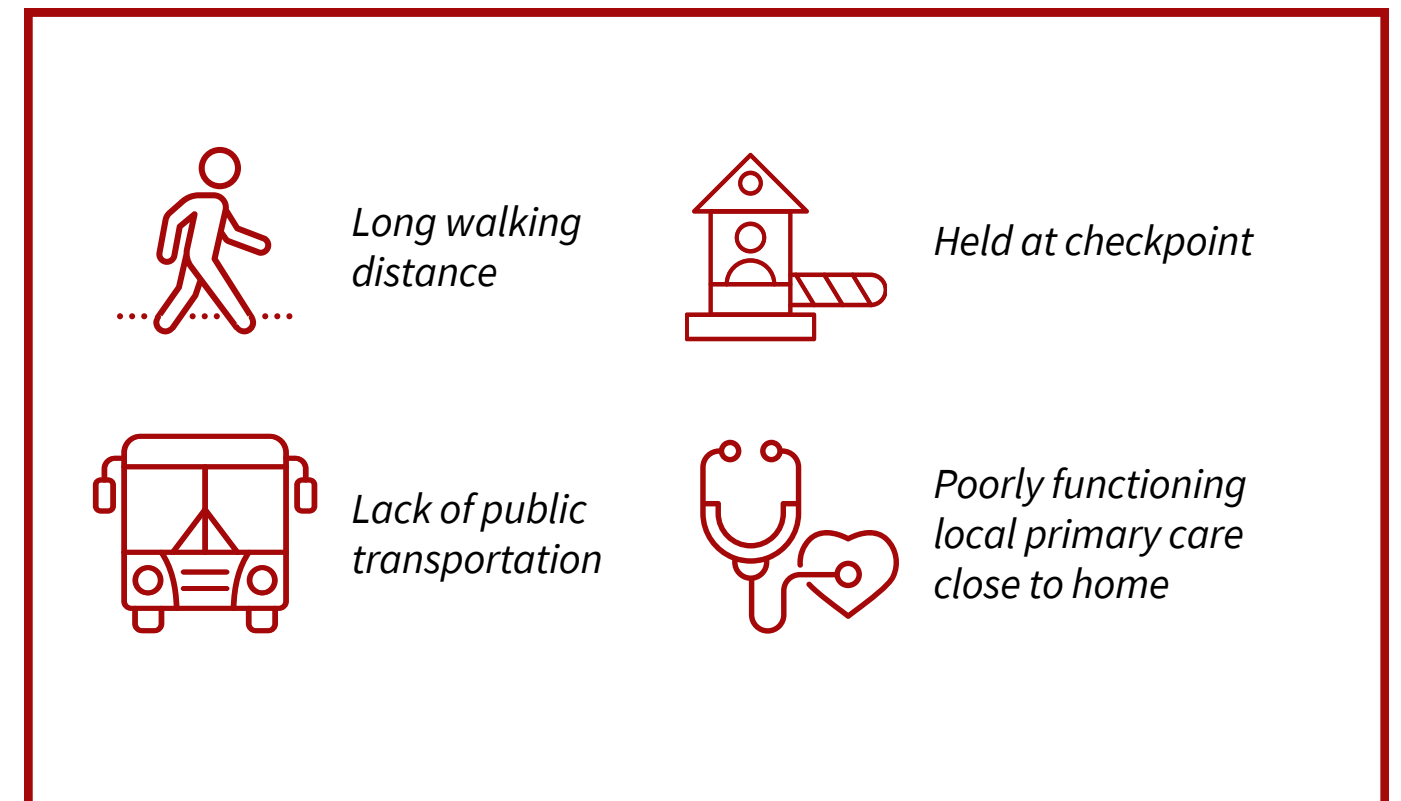 Long walking
distance
Held at checkpoint
Lack of public
transportation
Poorly functioning
local primary care
close to home